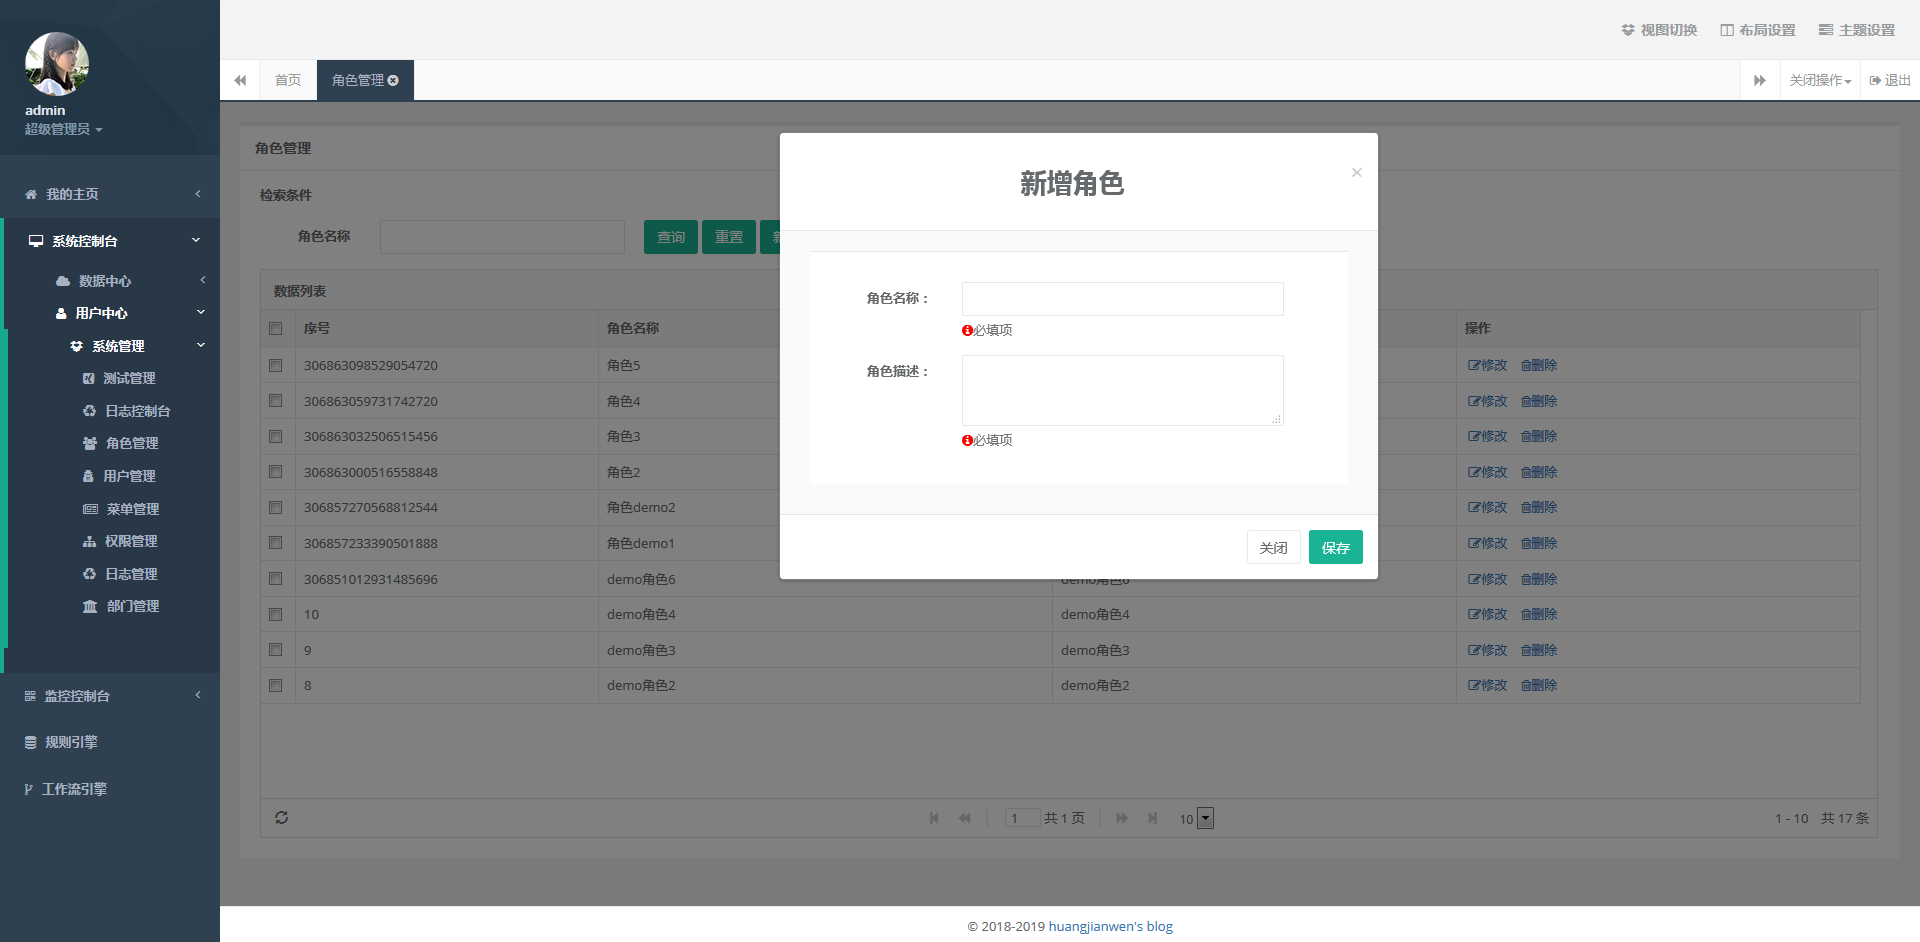 视图切换 布局设置 主题设置
首页 角色管理 关闭操作 退出
admin
超级管理员
我的主页
系统控制台
数据中心
用户中心
系统管理
测试管理
日志控制台
角色管理
用户管理
菜单管理
权限管理
日志管理
部门管理
监控控制台
规则引擎
工作流引擎
角色管理
检索条件
角色名称 查询 重置
数据列表
序号 角色名称 操作
306863098529054720 角色5 修改 删除
306863059731742720 角色4 修改 删除
306863032506515456 角色3 修改 删除
306863000516558848 角色2 修改 删除
306857270568812544 角色demo2 修改 删除
306857233390501888 角色demo1 修改 删除
306851012931485696 demo角色6 demo角色6 修改 删除
10 demo角色4 demo角色4 修改 删除
9 demo角色3 demo角色3 修改 删除
8 demo角色2 demo角色2 修改 删除
1 共 1 页 10 1 - 10 共 17 条
新增角色
×
角色名称：
必填项
角色描述：
必填项
关闭 保存
© 2018-2019 huangjianwen's blog